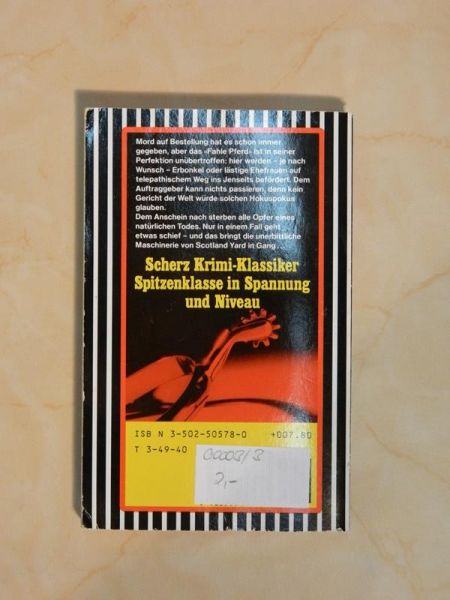 Mord auf Bestellung hat es schon immer
gegeben, aber das «Fahle Pferd» ist in seiner
Perfektion unübertroffen: hier werden – je nach
Wunsch – Erbonkel oder lästige Ehefrauen auf
telepathischem Weg ins Jenseits befördert. Dem
Auftraggeber kann nichts passieren, denn kein
Gericht der Welt würde solchen Hokuspokus
glauben.
Dem Anschein nach sterben alle Opfer eines
natürlichen Todes. Nur in einem Fall geht
etwas schief – und das bringt die unerbittliche
Maschinerie von Scotland Yard in Gang...
Scherz Krimi-Klassiker
Spitzenklasse in Spannung
und Niveau
ISB N 3-502-50578-0 +007.80
T 3-49-40
2,-